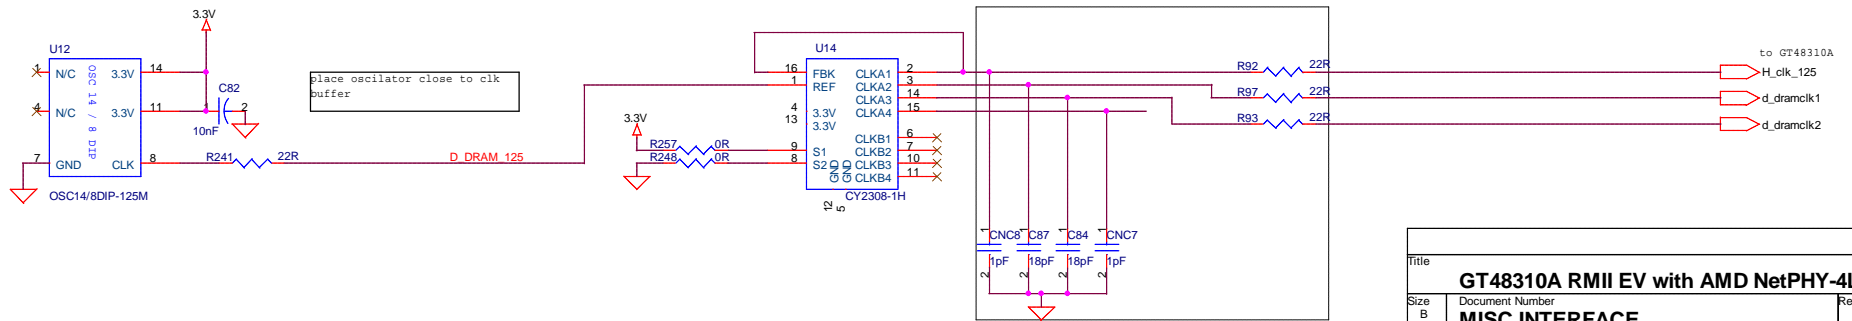 3.3V
U12
1 N/C 3.3V 14
4 N/C 3.3V 11
7 GND CLK 8
OSC 14 / 8 DIP
OSC14/8DIP-125M
C82
1 2
10nF
place oscilator close to clk
buffer
R241 22R
D_DRAM_125
3.3V
R257 0R
R248 0R
U14
16 FBK CLKA1 2
1 REF CLKA2 3
CLKA3 14
4 3.3V CLKA4 15
13 3.3V
CLKB1 6
9 S1 CLKB2 7
8 S2 CLKB3 10
GND GND CLKB4 11
12 5
CY2308-1H
1 1 1 1
CNC8 C87 C84 CNC7
1pF 18pF 18pF 1pF
2 2 2 2
R92 22R
R97 22R
R93 22R
to GT48310A
H_clk_125
d_dramclk1
d_dramclk2
Title
GT48310A RMII EV with AMD NetPHY-4L
Size Document Number Re
B MISC INTERFACE